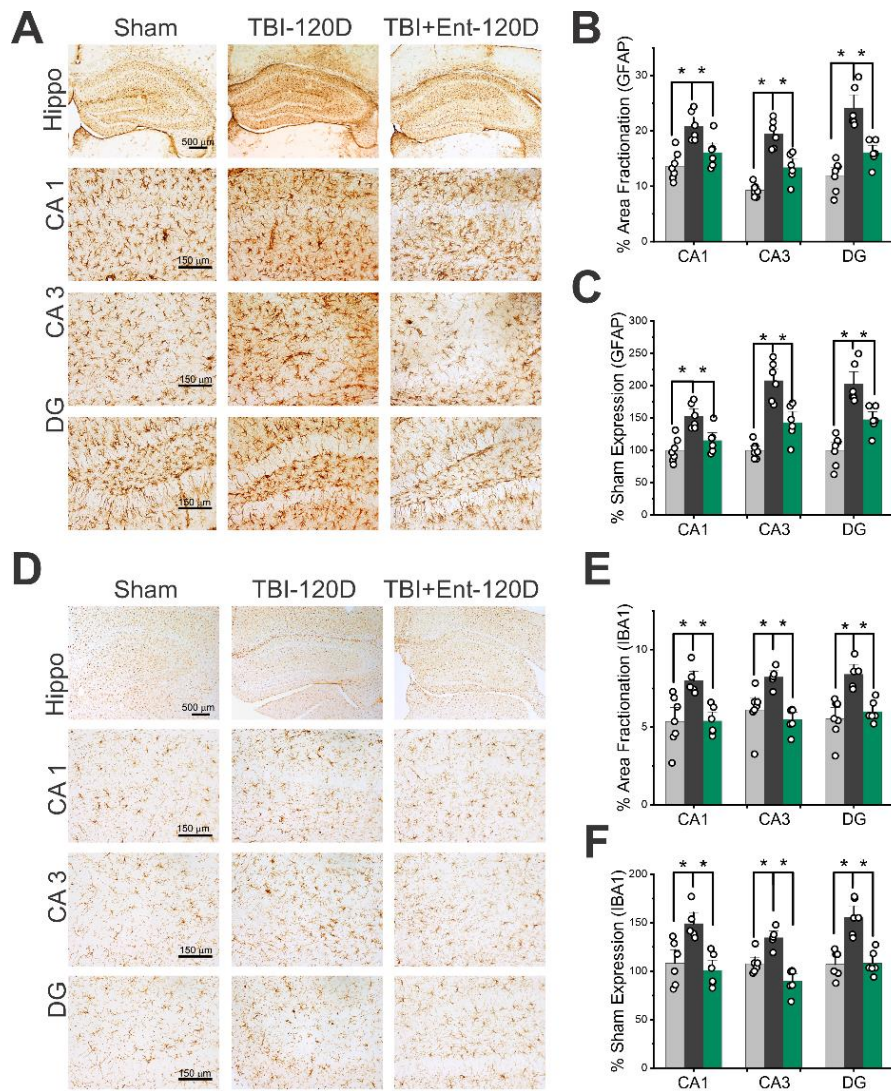 A
Sham
TBI-120D
TBI+Ent-120D
Hippo
500 μm
CA 1
150 μm
CA 3
150 μm
DG
150 μm
B
% Area Fractionation (GFAP)
30
20
10
0
* *
* *
* *
CA1
CA3
DG
C
% Sham Expression (GFAP)
300
250
200
150
100
50
0
* *
* *
* *
CA1
CA3
DG
D
Sham
TBI-120D
TBI+Ent-120D
Hippo
500 μm
CA 1
150 μm
CA 3
150 μm
DG
150 μm
E
% Area Fractionation (IBA1)
10
5
0
* *
* *
* *
CA1
CA3
DG
F
% Sham Expression (IBA1)
200
150
100
50
0
* *
* *
* *
CA1
CA3
DG